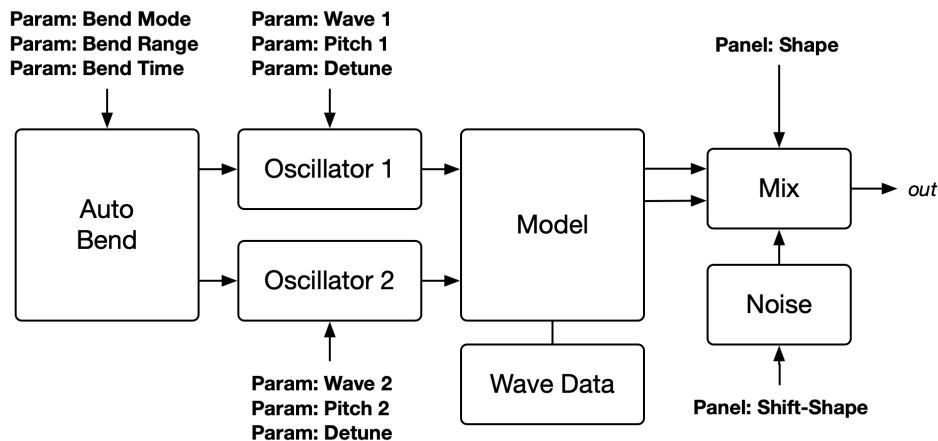 Param: Bend Mode
Param: Bend Range
Param: Bend Time
Param: Wave 1
Param: Pitch 1
Param: Detune
Panel: Shape
Auto
Bend
Oscillator 1
Oscillator 2
Model
Mix
out
Noise
Wave Data
Param: Wave 2
Param: Pitch 2
Param: Detune
Panel: Shift-Shape